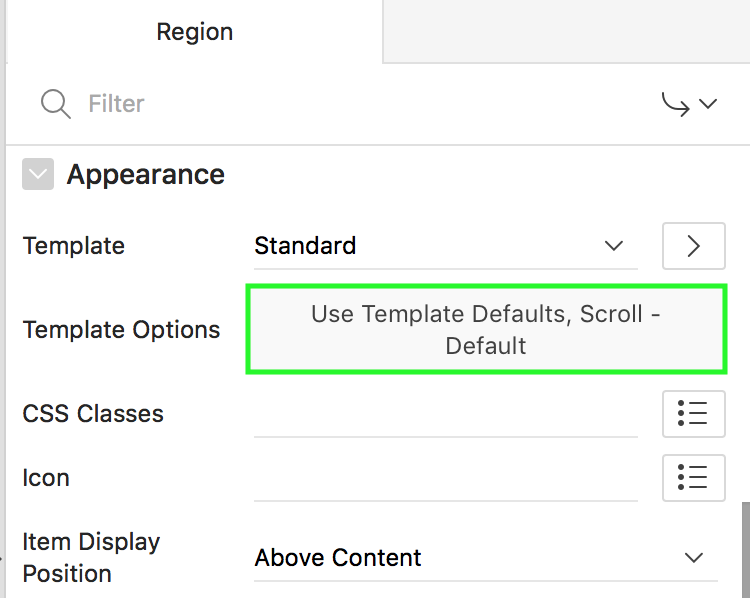 Region
Filter
Appearance
Template Standard
Template Options Use Template Defaults, Scroll -
Default
CSS Classes
Icon
Item Display
Position Above Content